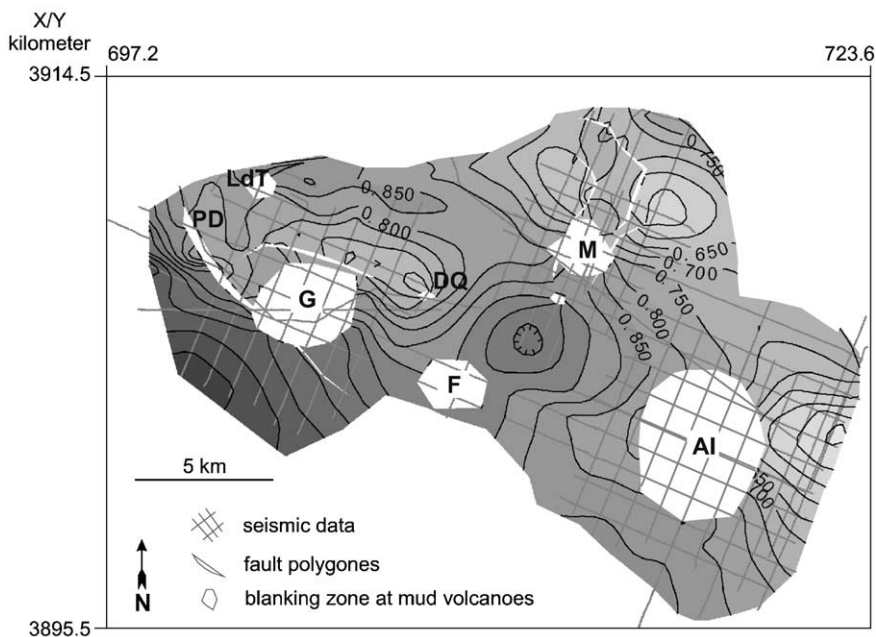 X/Y
kilometer
697.2
723.6
3914.5
0.750
LdT
0.850
PD
0.800
M
0.650
0.700
DQ
0.750
G
0.800
0.850
F
AI
50
700
5 km
seismic data
fault polygones
N
blanking zone at mud volcanoes
3895.5